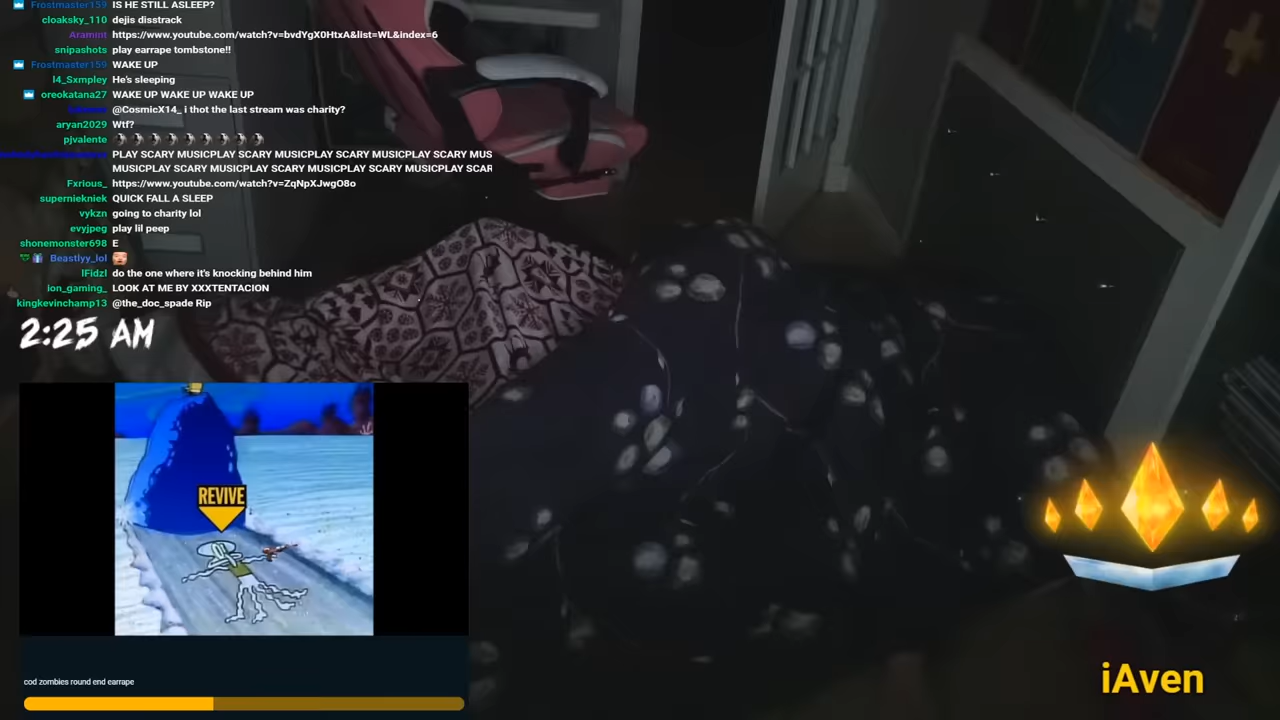 Frostmaster159 IS HE STILL ASLEEP?
cloaksky_110 dejis disstrack
Aramint https://www.youtube.com/watch?v=bvdYgX0HtxA&list=WL&index=6
snipashots play earrape tombstone!!
Frostmaster159 WAKE UP
l4_Sxmpley He's sleeping
oreokatana27 WAKE UP WAKE UP WAKE UP
@CosmicX14_ i thot the last stream was charity?
aryan2029 Wtf?
pjvalente
PLAY SCARY MUSICPLAY SCARY MUSICPLAY SCARY MUSICPLAY SCARY MUS
MUSICPLAY SCARY MUSICPLAY SCARY MUSICPLAY SCARY MUSICPLAY SCAR
Fxrious_ https://www.youtube.com/watch?v=ZqNpXJwgO8o
superniekniek QUICK FALL A SLEEP
vykzn going to charity lol
evyjpeg play lil peep
shonemonster698 E
Beastlyy_lol
lFidzl do the one where it's knocking behind him
ion_gaming_ LOOK AT ME BY XXXTENTACION
kingkevinchamp13 @the_doc_spade Rip
2:25 AM
REVIVE
cod zombies round end earrape
iAven